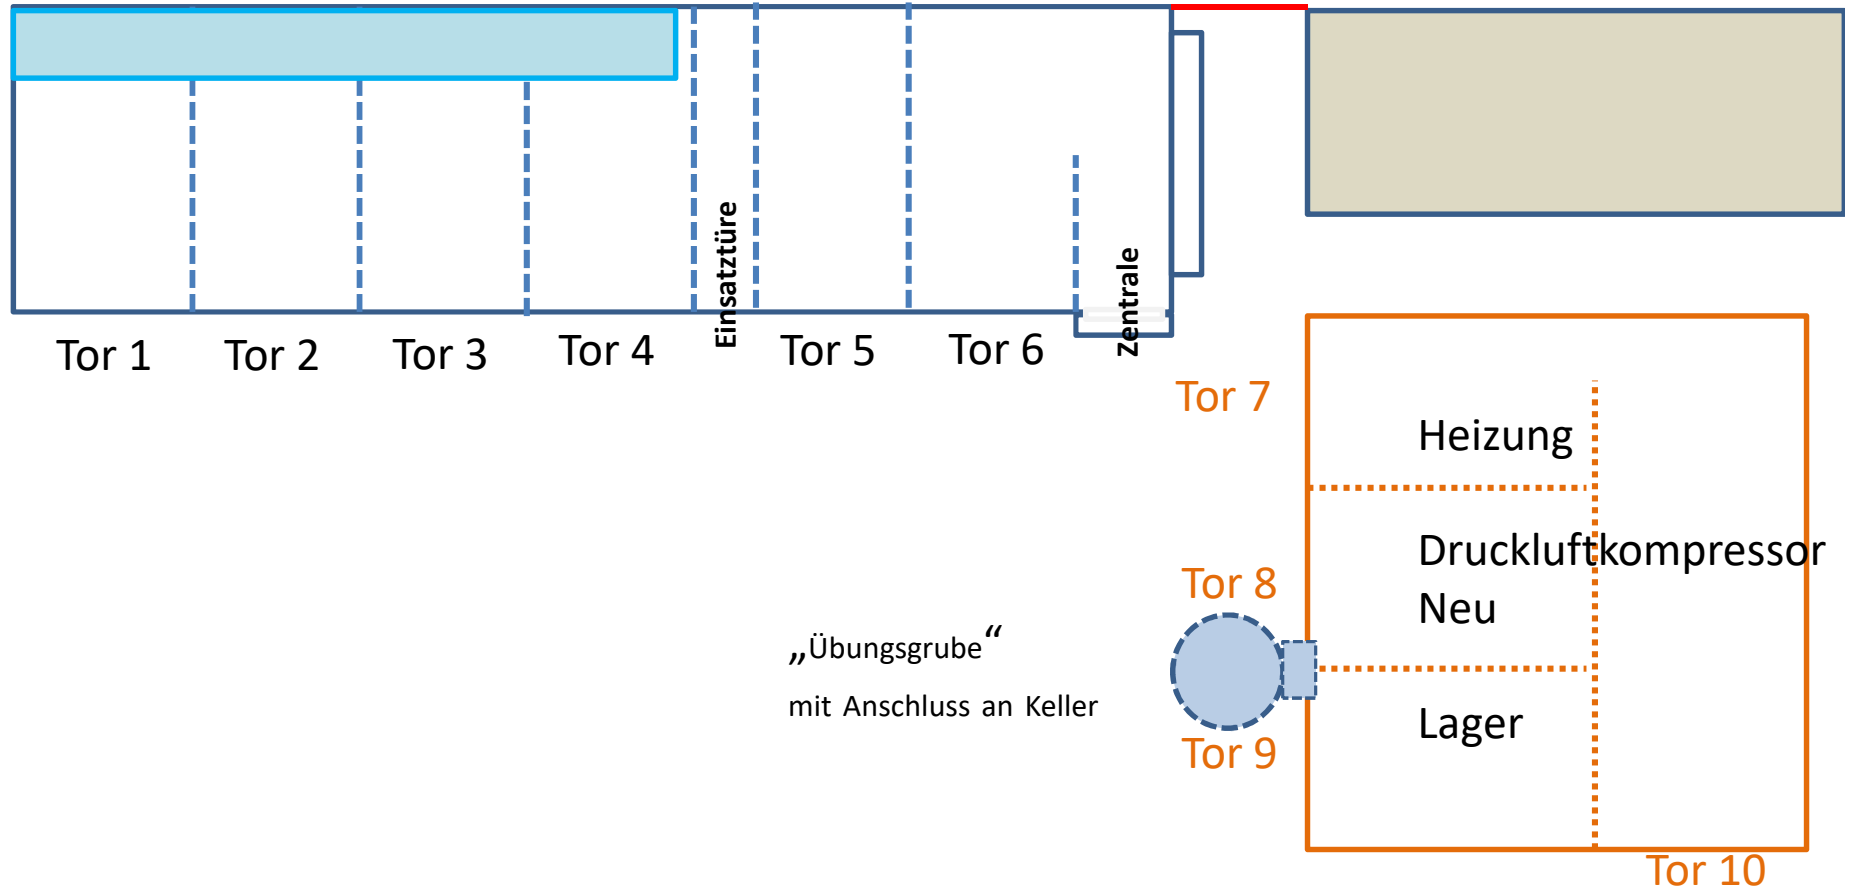 Tor 1
Tor 2
Tor 3
Tor 4
Einsatztüre
Tor 5
Tor 6
Zentrale
Tor 7
Heizung
Druckluftkompressor
Neu
Tor 8
„Übungsgrube“
mit Anschluss an Keller
Lager
Tor 9
Tor 10